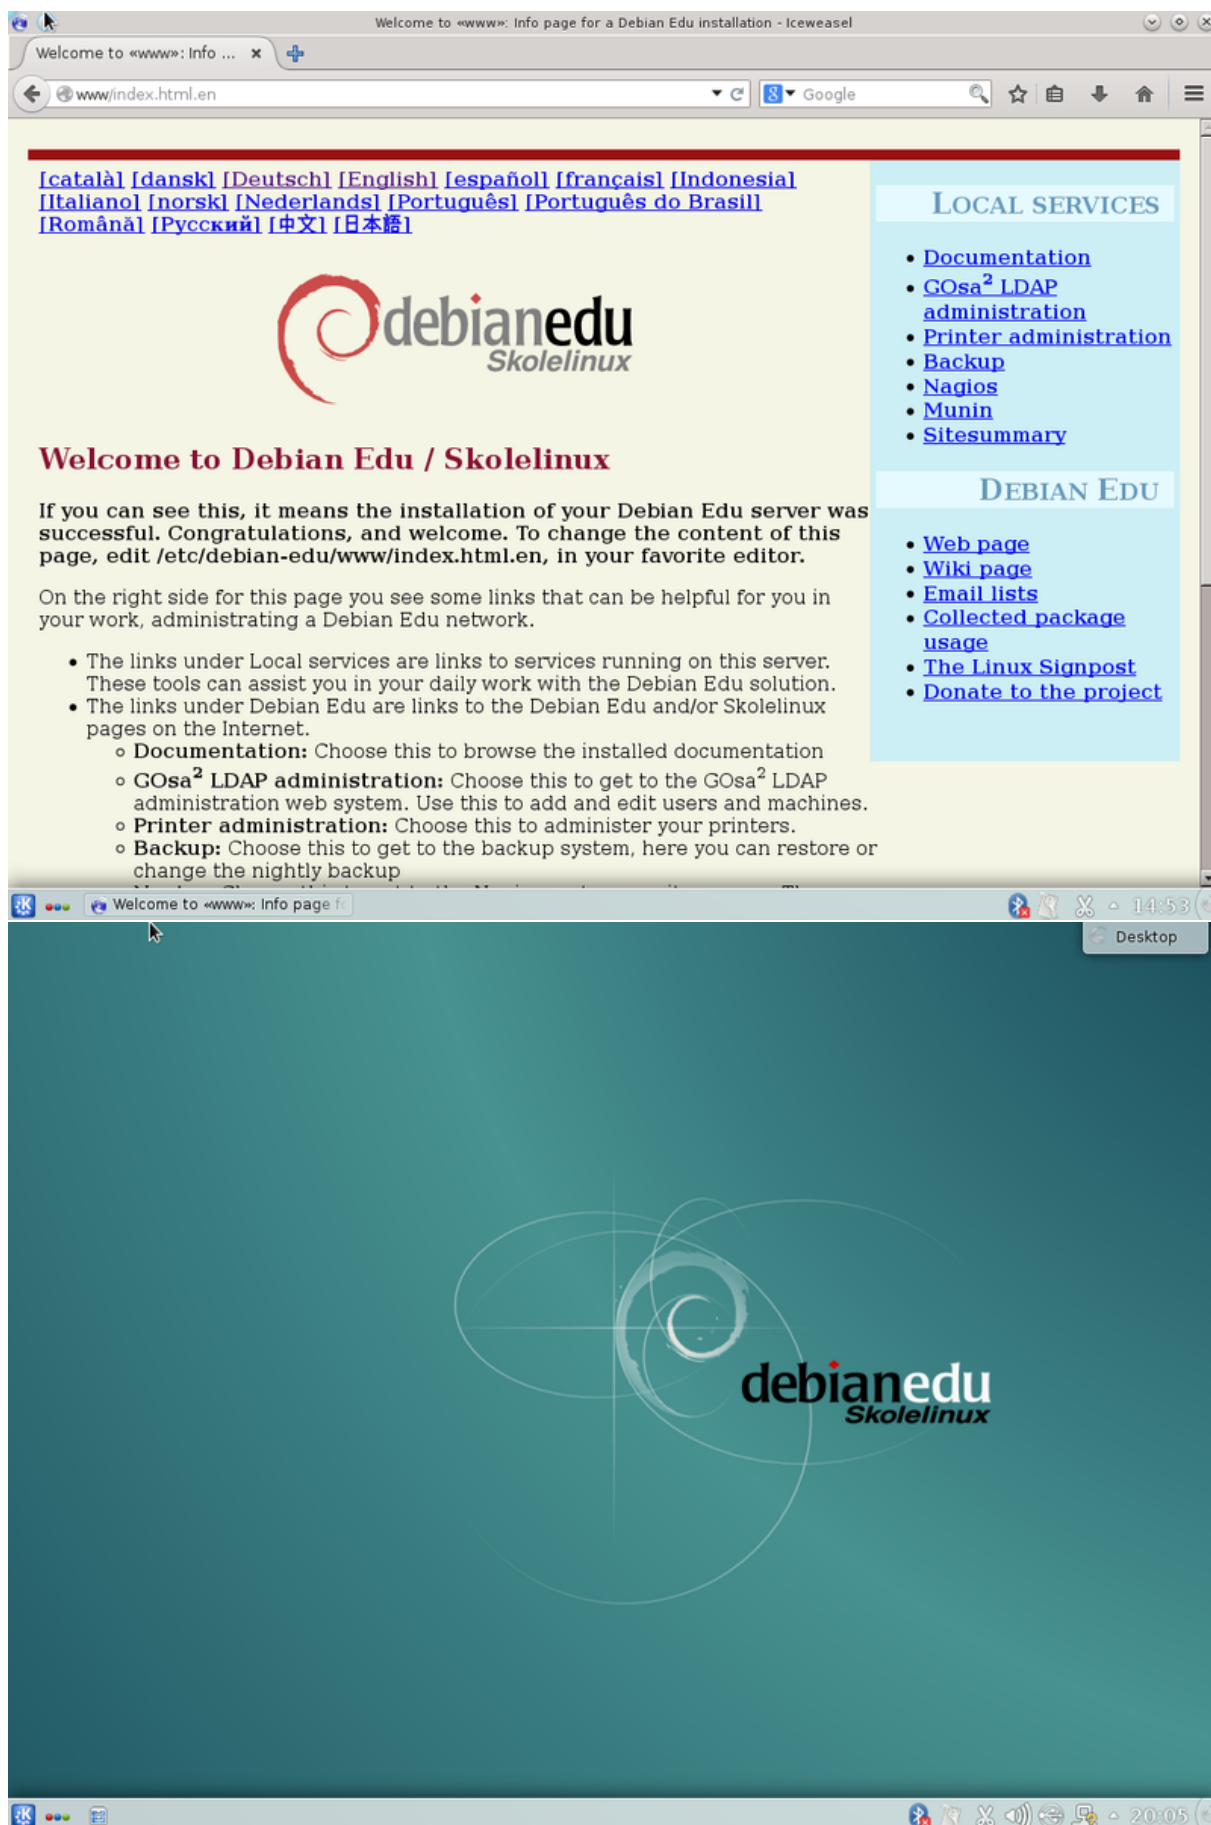 Welcome to «www»: Info page for a Debian Edu installation - Iceweasel
Welcome to «www»: Info ...
www/index.html.en
Google
[català] [dansk] [Deutsch] [English] [español] [français] [Indonesia]
[Italiano] [norsk] [Nederlands] [Português] [Português do Brasil]
[Română] [Русский] [中文] [日本語]
debianedu
Skolelinux
Welcome to Debian Edu / Skolelinux
If you can see this, it means the installation of your Debian Edu server was
successful. Congratulations, and welcome. To change the content of this
page, edit /etc/debian-edu/www/index.html.en, in your favorite editor.
On the right side for this page you see some links that can be helpful for you in
your work, administrating a Debian Edu network.
• The links under Local services are links to services running on this server.
These tools can assist you in your daily work with the Debian Edu solution.
• The links under Debian Edu are links to the Debian Edu and/or Skolelinux
pages on the Internet.
◦ Documentation: Choose this to browse the installed documentation
◦ GOsa² LDAP administration: Choose this to get to the GOsa² LDAP
administration web system. Use this to add and edit users and machines.
◦ Printer administration: Choose this to administer your printers.
◦ Backup: Choose this to get to the backup system, here you can restore or
change the nightly backup
LOCAL SERVICES
• Documentation
• GOsa² LDAP
administration
• Printer administration
• Backup
• Nagios
• Munin
• Sitesummary
DEBIAN EDU
• Web page
• Wiki page
• Email lists
• Collected package
usage
• The Linux Signpost
• Donate to the project
Welcome to «www»: Info page
14:53
Desktop
debianedu
Skolelinux
20:05